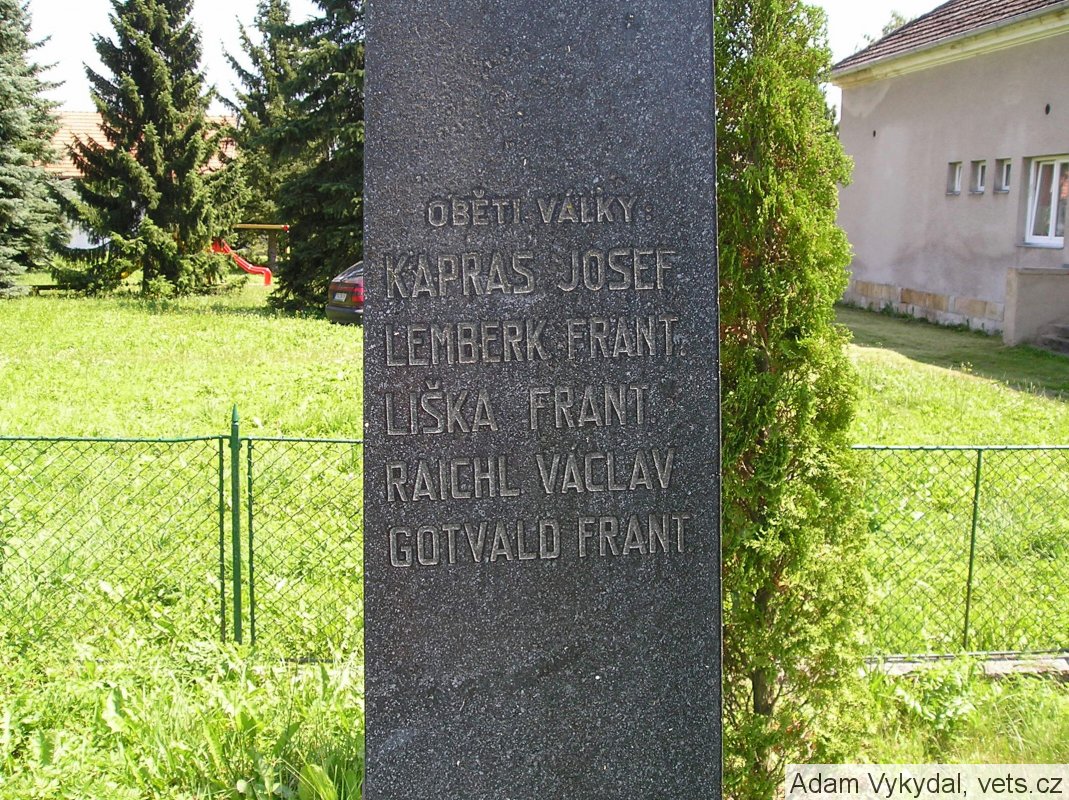 OBĚTI VÁLKY:
KAPRAS JOSEF
LEMBERK FRANT.
LIŠKA FRANT.
RAICHL VÁCLAV
GOTVALD FRANT.
Adam Vykydal, vets.cz